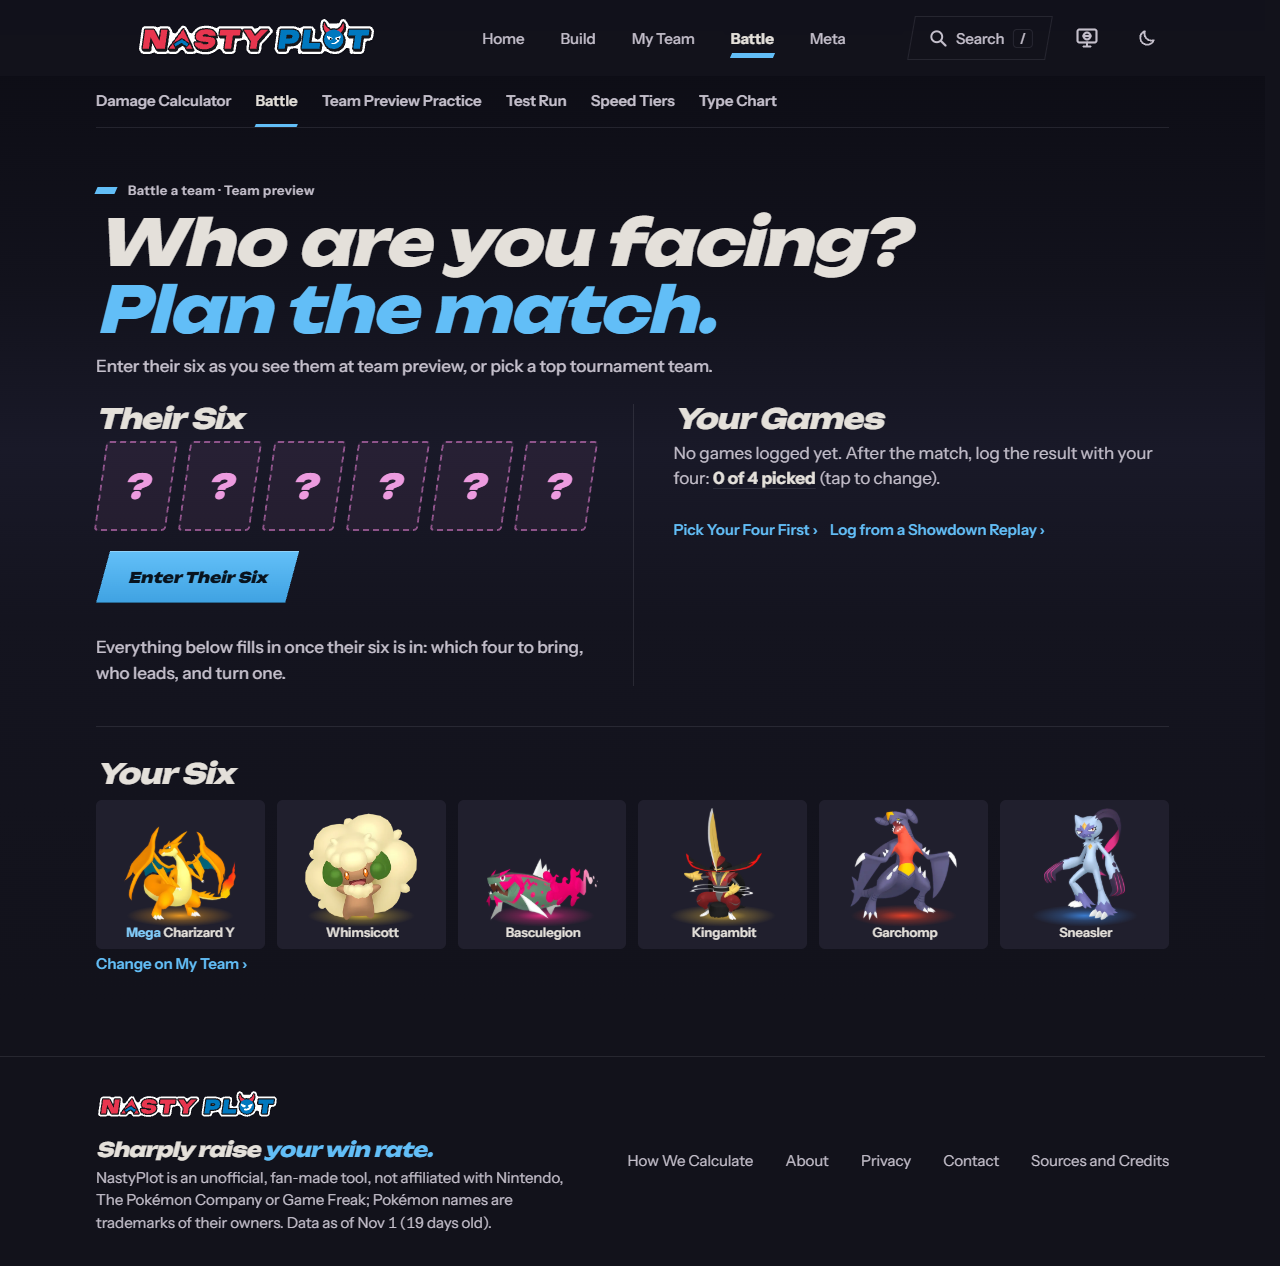 NASTY PLOT
Home Build My Team Battle Meta Search /
Damage Calculator Battle Team Preview Practice Test Run Speed Tiers Type Chart
Battle a team · Team preview
Who are you facing?
Plan the match.
Enter their six as you see them at team preview, or pick a top tournament team.
Their Six
? ? ? ? ? ?
Enter Their Six
Everything below fills in once their six is in: which four to bring,
who leads, and turn one.
Your Games
No games logged yet. After the match, log the result with your
four: 0 of 4 picked (tap to change).
Pick Your Four First › Log from a Showdown Replay ›
Your Six
Mega Charizard Y Whimsicott Basculegion Kingambit Garchomp Sneasler
Change on My Team ›
NASTY PLOT
Sharply raise your win rate.
NastyPlot is an unofficial, fan-made tool, not affiliated with Nintendo,
The Pokémon Company or Game Freak; Pokémon names are
trademarks of their owners. Data as of Nov 1 (19 days old).
How We Calculate About Privacy Contact Sources and Credits